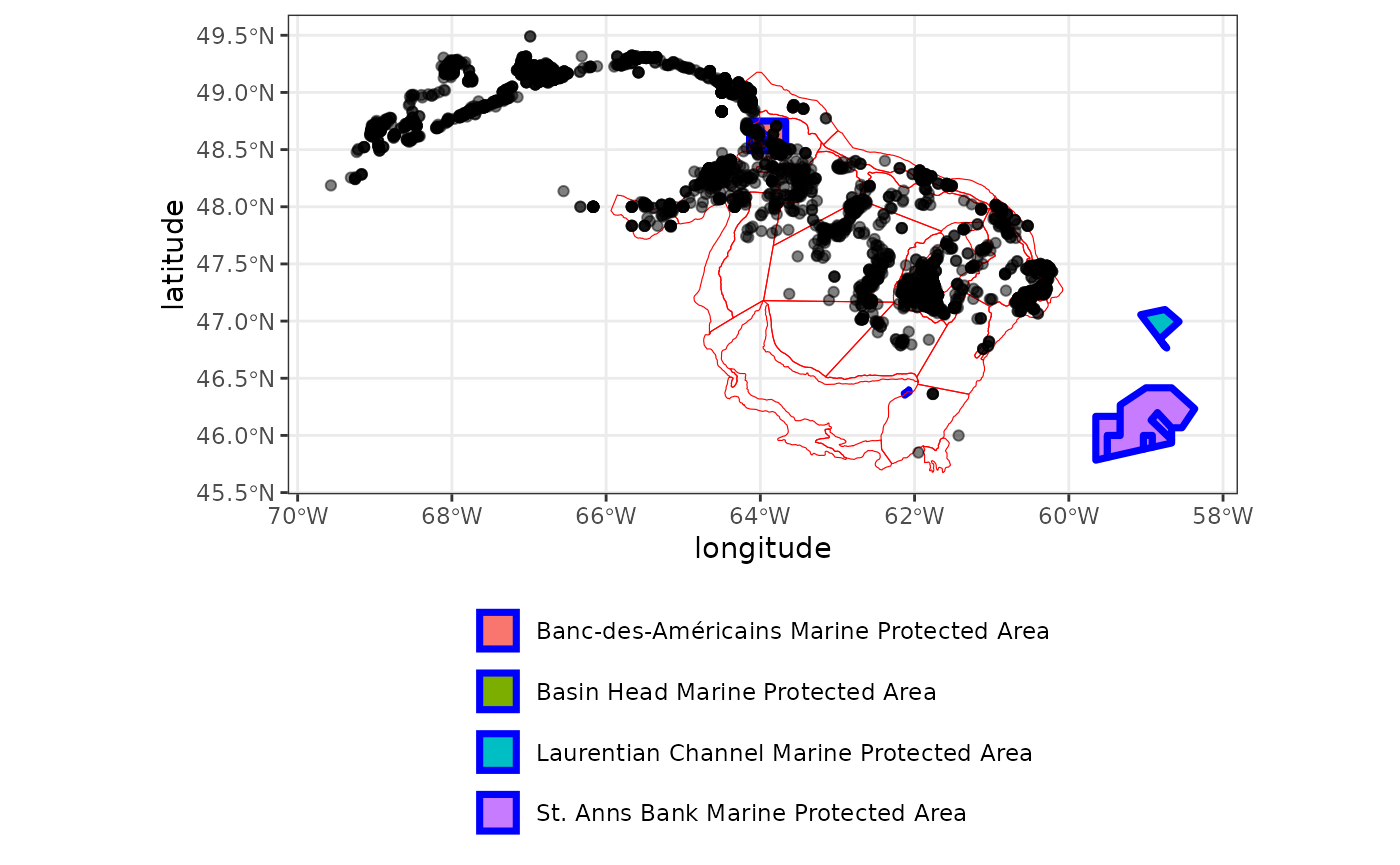 49.5°N
49.0°N
48.5°N
48.0°N
47.5°N
47.0°N
46.5°N
46.0°N
45.5°N
latitude
70°W 68°W 66°W 64°W 62°W 60°W 58°W
longitude
Banc-des-Américains Marine Protected Area
Basin Head Marine Protected Area
Laurentian Channel Marine Protected Area
St. Anns Bank Marine Protected Area